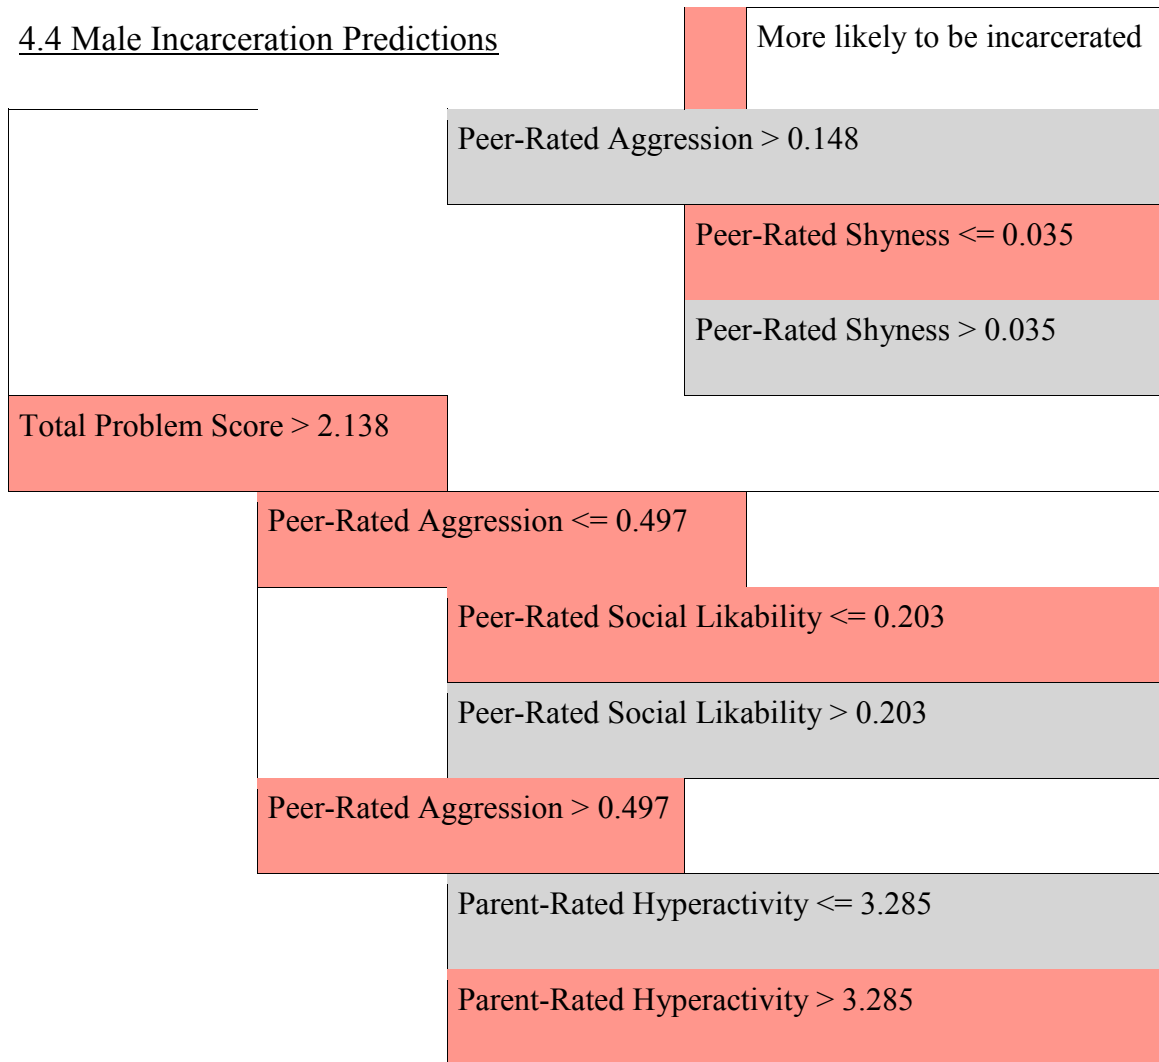 4.4 Male Incarceration Predictions
More likely to be incarcerated
Peer-Rated Aggression > 0.148
Peer-Rated Shyness <= 0.035
Peer-Rated Shyness > 0.035
Total Problem Score > 2.138
Peer-Rated Aggression <= 0.497
Peer-Rated Social Likability <= 0.203
Peer-Rated Social Likability > 0.203
Peer-Rated Aggression > 0.497
Parent-Rated Hyperactivity <= 3.285
Parent-Rated Hyperactivity > 3.285